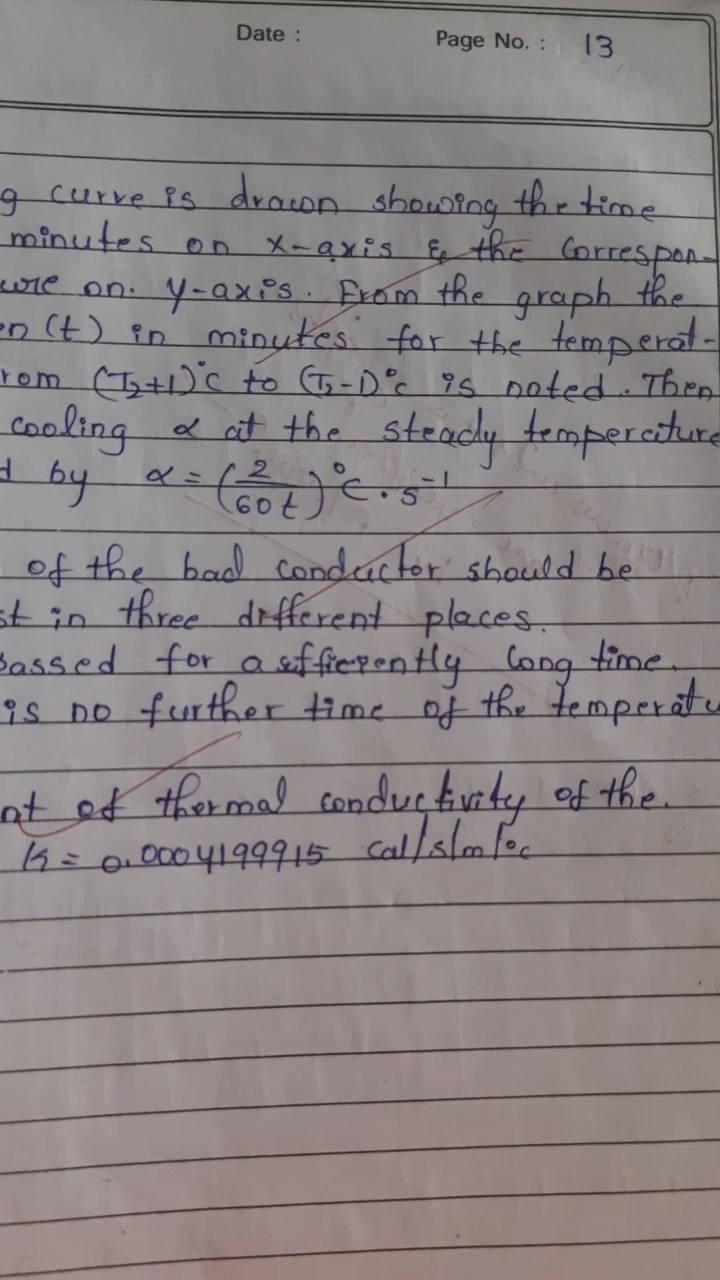 Date : Page No. : 13
g curve is drawn showing the time
minutes on x-axis & the correspon-
ure on. y-axis. From the graph the
en (t) in minutes for the temperat-
rom (T₂+1)°C to (T₂-1)°C is noted. Then
cooling α at the steady temperature
d by α = (2/60t) °C . s⁻¹
of the bad conductor should be
st in three different places.
passed for a sufficently long time.
is no further time of the temperatu
nt of thermal conductivity of the.
K = 0.0004199915 cal/s/m/°c